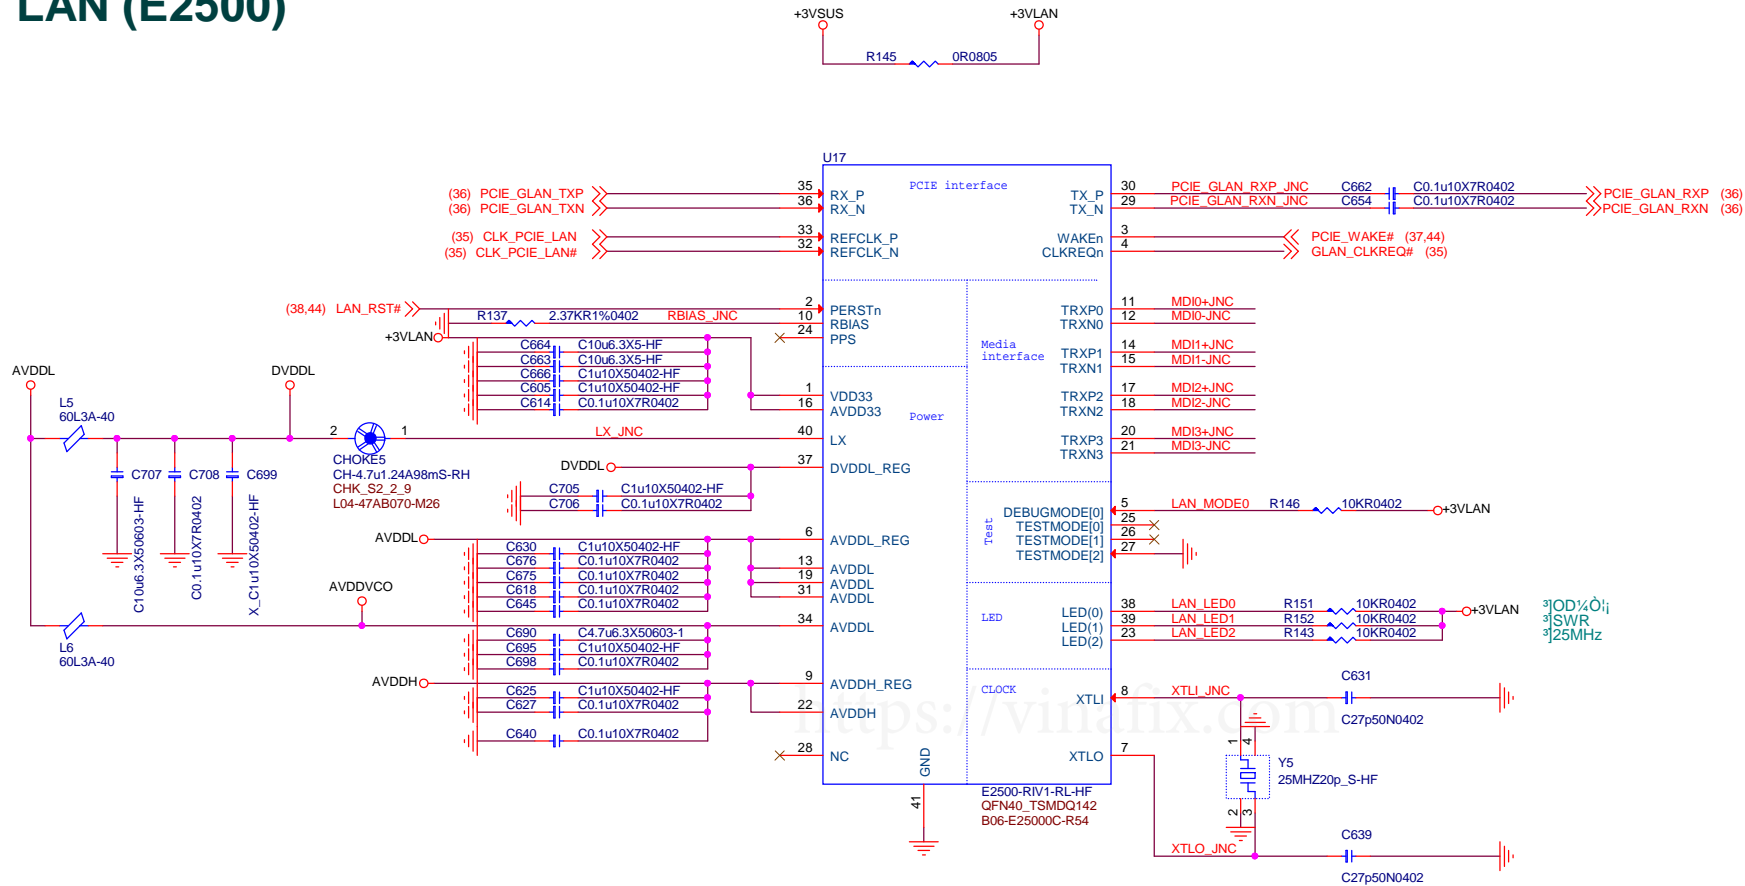 LAN (E2500)
+3VSUS
+3VLAN
R145
0R0805
U17
PCIE interface
(36) PCIE_GLAN_TXP
35
RX_P
(36) PCIE_GLAN_TXN
36
RX_N
(35) CLK_PCIE_LAN
33
REFCLK_P
(35) CLK_PCIE_LAN#
32
REFCLK_N
TX_P
30
PCIE_GLAN_RXP_JNC
C662
C0.1u10X7R0402
PCIE_GLAN_RXP (36)
TX_N
29
PCIE_GLAN_RXN_JNC
C654
C0.1u10X7R0402
PCIE_GLAN_RXN (36)
WAKEn
3
PCIE_WAKE# (37,44)
CLKREQn
4
GLAN_CLKREQ# (35)
(38,44) LAN_RST#
2
PERSTn
R137
2.37KR1%0402
RBIAS_JNC
10
RBIAS
24
PPS
+3VLAN
C664
C10u6.3X5-HF
C663
C10u6.3X5-HF
C666
C1u10X50402-HF
C605
C1u10X50402-HF
C614
C0.1u10X7R0402
1
VDD33
16
AVDD33
Power
Media
interface
TRXP0
11
MDI0+JNC
TRXN0
12
MDI0-JNC
TRXP1
14
MDI1+JNC
TRXN1
15
MDI1-JNC
TRXP2
17
MDI2+JNC
TRXN2
18
MDI2-JNC
TRXP3
20
MDI3+JNC
TRXN3
21
MDI3-JNC
AVDDL
DVDDL
L5
60L3A-40
2
1
CHOKE5
CH-4.7u1.24A98mS-RH
CHK_S2_2_9
L04-47AB070-M26
LX_JNC
40
LX
C707
C10u6.3X50603-HF
C708
C0.1u10X7R0402
C699
X_C1u10X50402-HF
DVDDL
37
DVDDL_REG
C705
C1u10X50402-HF
C706
C0.1u10X7R0402
Test
DEBUGMODE[0]
5
LAN_MODE0
R146
10KR0402
+3VLAN
TESTMODE[0]
25
TESTMODE[1]
26
TESTMODE[2]
27
AVDDL
6
AVDDL_REG
C630
C1u10X50402-HF
C676
C0.1u10X7R0402
C675
C0.1u10X7R0402
C618
C0.1u10X7R0402
C645
C0.1u10X7R0402
13
AVDDL
19
AVDDL
31
AVDDL
AVDDVCO
L6
60L3A-40
34
AVDDL
C690
C4.7u6.3X50603-1
C695
C1u10X50402-HF
C698
C0.1u10X7R0402
LED
LED(0)
38
LAN_LED0
R151
10KR0402
+3VLAN
LED(1)
39
LAN_LED1
R152
10KR0402
LED(2)
23
LAN_LED2
R143
10KR0402
³]OD¼Ò¡¡
³]SWR
³]25MHz
AVDDH
9
AVDDH_REG
C625
C1u10X50402-HF
C627
C0.1u10X7R0402
22
AVDDH
C640
C0.1u10X7R0402
28
NC
CLOCK
XTLI
8
XTLI_JNC
C631
C27p50N0402
https://vinafix.com
1
4
Y5
25MHZ20p_S-HF
2
3
XTLO
7
XTLO_JNC
C639
C27p50N0402
GND
41
E2500-RIV1-RL-HF
QFN40_TSMDQ142
B06-E25000C-R54